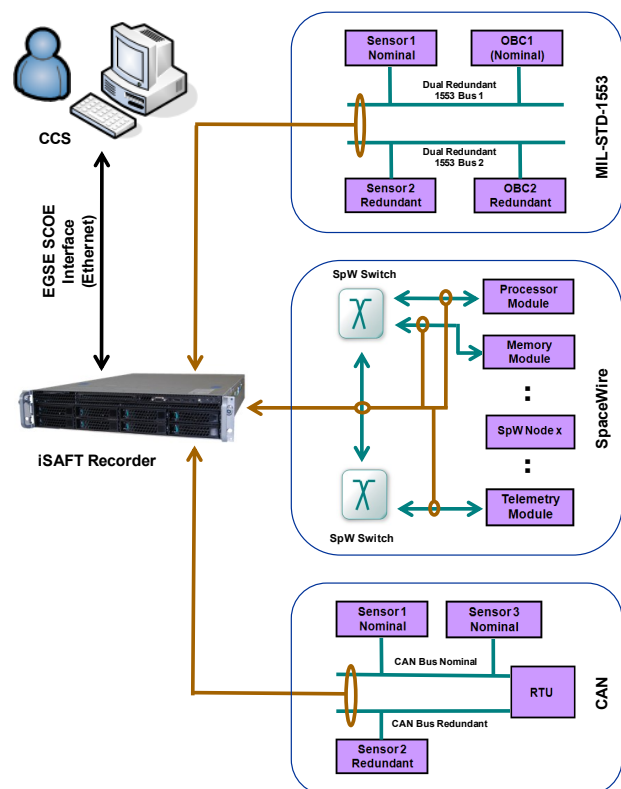 CCS
EGSE SCOE
Interface
(Ethernet)
iSAFT Recorder
Sensor1
Nominal
OBC1
(Nominal)
Dual Redundant
1553 Bus 1
Dual Redundant
1553 Bus 2
Sensor2
Redundant
OBC2
Redundant
MIL-STD-1553
SpW Switch
Processor
Module
Memory
Module
:
SpW Node x
:
Telemetry
Module
SpW Switch
SpaceWire
Sensor1
Nominal
Sensor3
Nominal
CAN Bus Nominal
RTU
CAN Bus Redundant
Sensor2
Redundant
CAN